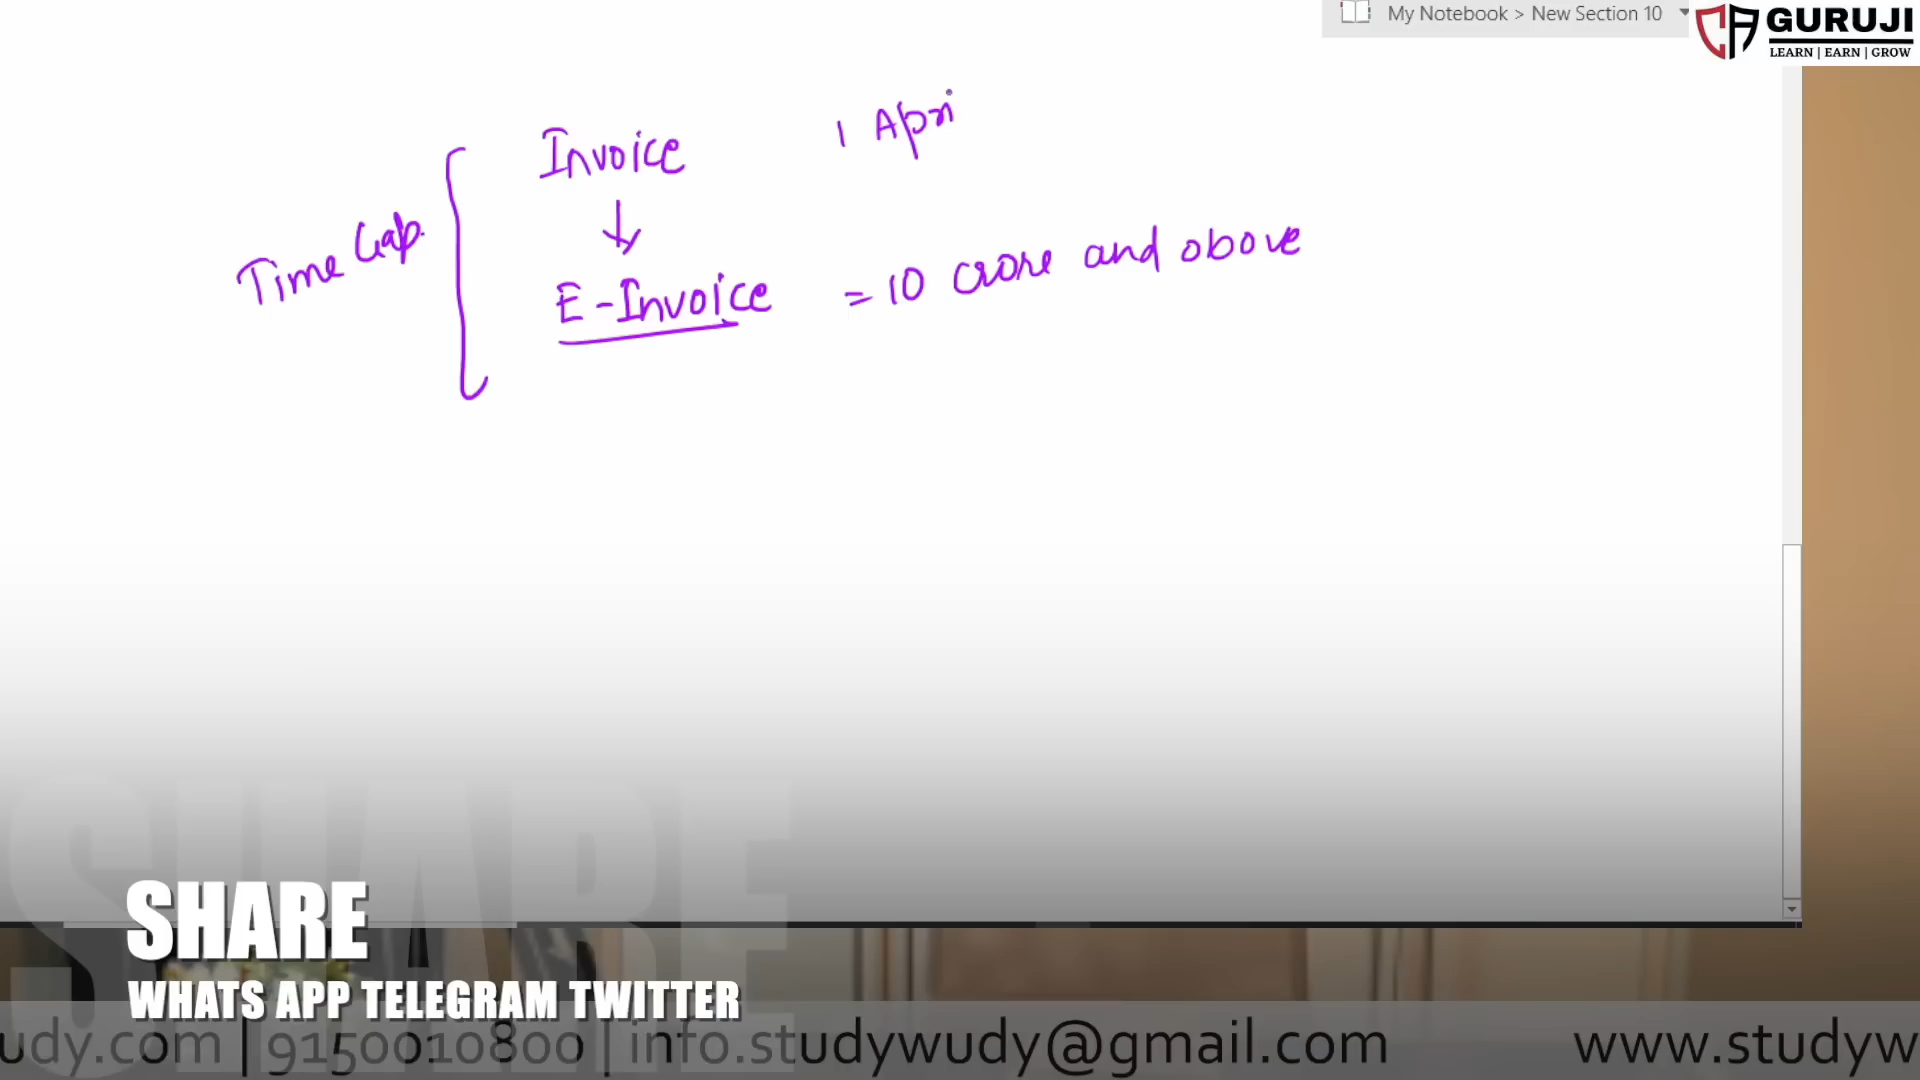 My Notebook > New Section 10
GURUJI
LEARN | EARN | GROW
Invoice
1 Apri
Time Gap.
E-Invoice = 10 crore and above
SHARE
SHARE
WHATS APP TELEGRAM TWITTER
udy.com | 9150010800 | info.studywudy@gmail.com
www.studyw